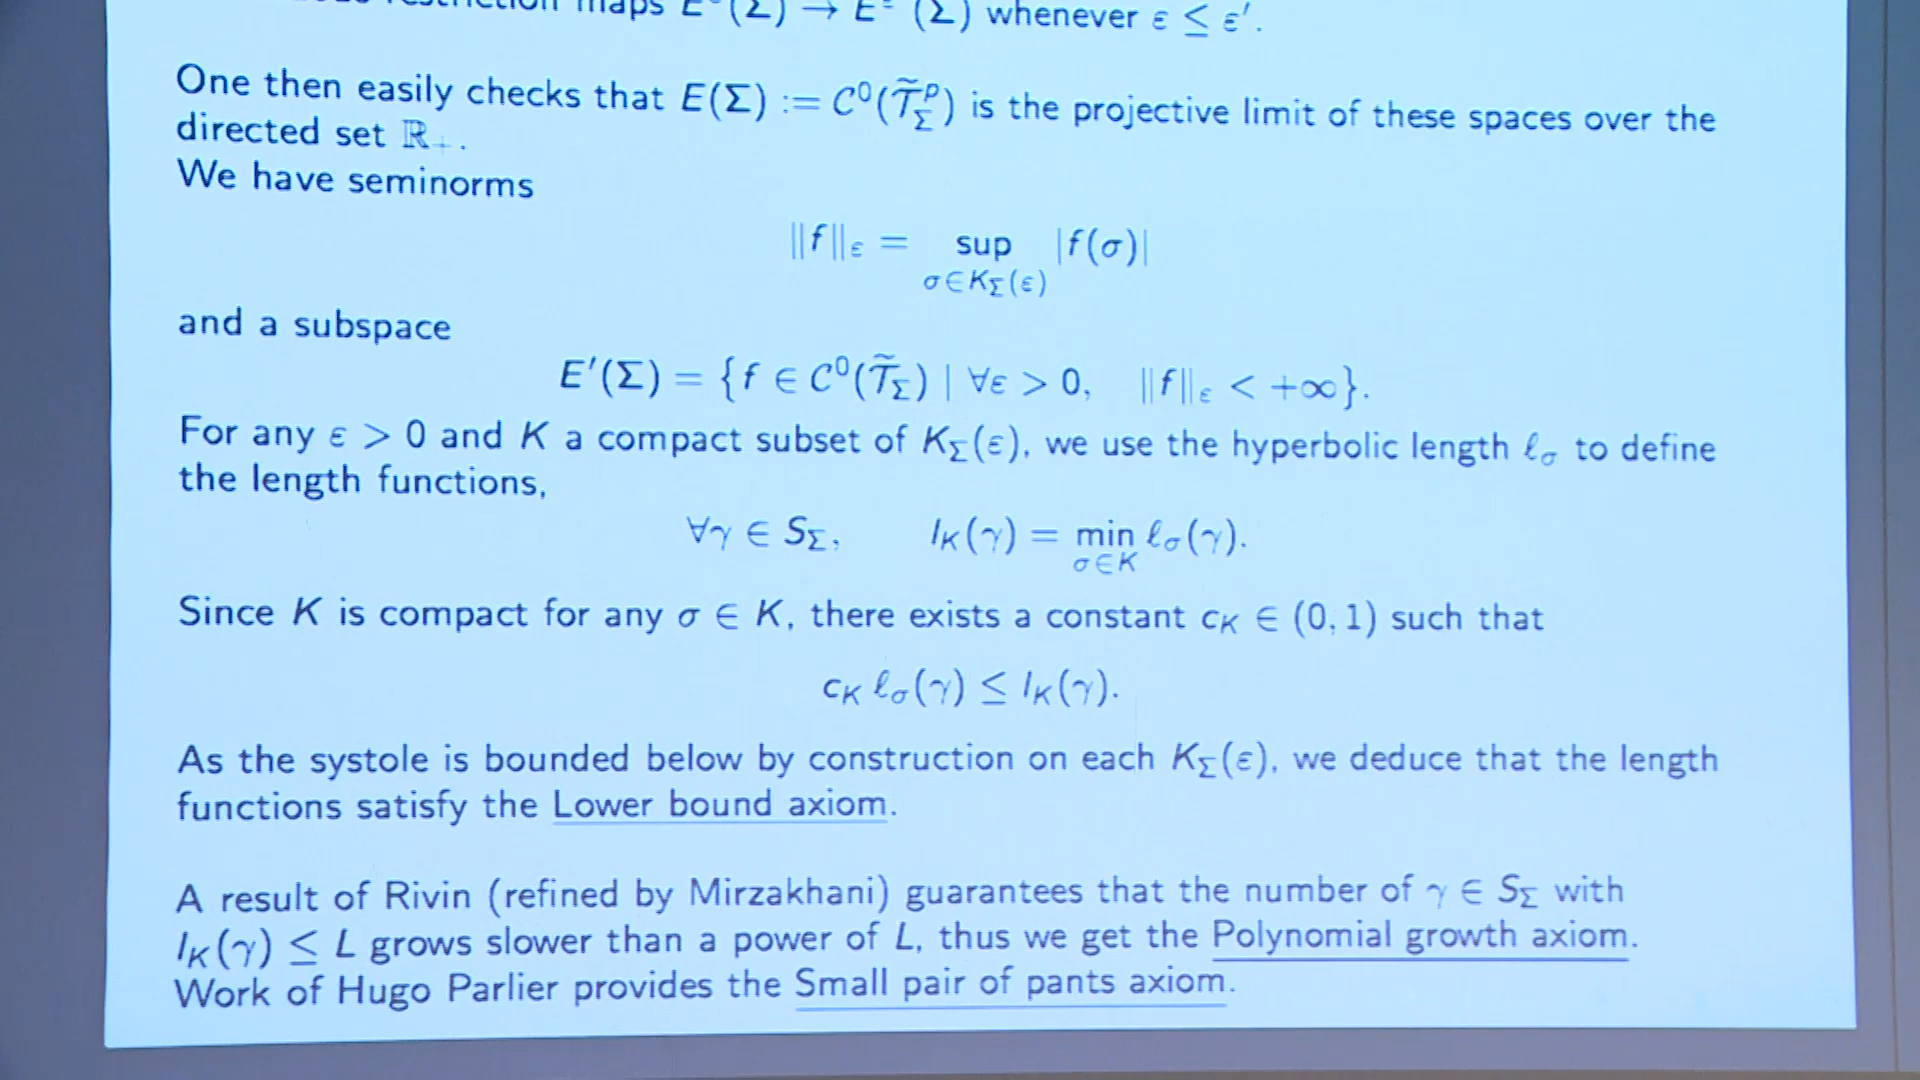 maps E (Σ) → E (Σ) whenever ε ≤ ε′.
One then easily checks that E(Σ) := C⁰(T̃ᵖ_Σ) is the projective limit of these spaces over the
directed set ℝ₊.
We have seminorms
‖f‖_ε = sup_{σ∈K_Σ(ε)} |f(σ)|
and a subspace
E′(Σ) = {f ∈ C⁰(T̃_Σ) | ∀ε > 0, ‖f‖_ε < +∞}.
For any ε > 0 and K a compact subset of K_Σ(ε), we use the hyperbolic length ℓ_σ to define
the length functions,
∀γ ∈ S_Σ, l_K(γ) = min_{σ∈K} ℓ_σ(γ).
Since K is compact for any σ ∈ K, there exists a constant c_K ∈ (0, 1) such that
c_K ℓ_σ(γ) ≤ l_K(γ).
As the systole is bounded below by construction on each K_Σ(ε), we deduce that the length
functions satisfy the Lower bound axiom.
A result of Rivin (refined by Mirzakhani) guarantees that the number of γ ∈ S_Σ with
l_K(γ) ≤ L grows slower than a power of L, thus we get the Polynomial growth axiom.
Work of Hugo Parlier provides the Small pair of pants axiom.